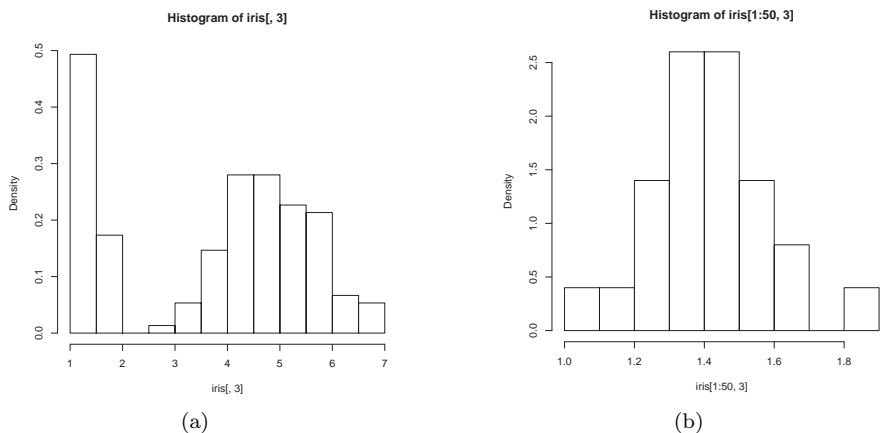 Histogram of iris[, 3]
Density
0.0
0.1
0.2
0.3
0.4
0.5
1 2 3 4 5 6 7
iris[, 3]
(a)
Histogram of iris[1:50, 3]
Density
0.0
0.5
1.0
1.5
2.0
2.5
1.0 1.2 1.4 1.6 1.8
iris[1:50, 3]
(b)